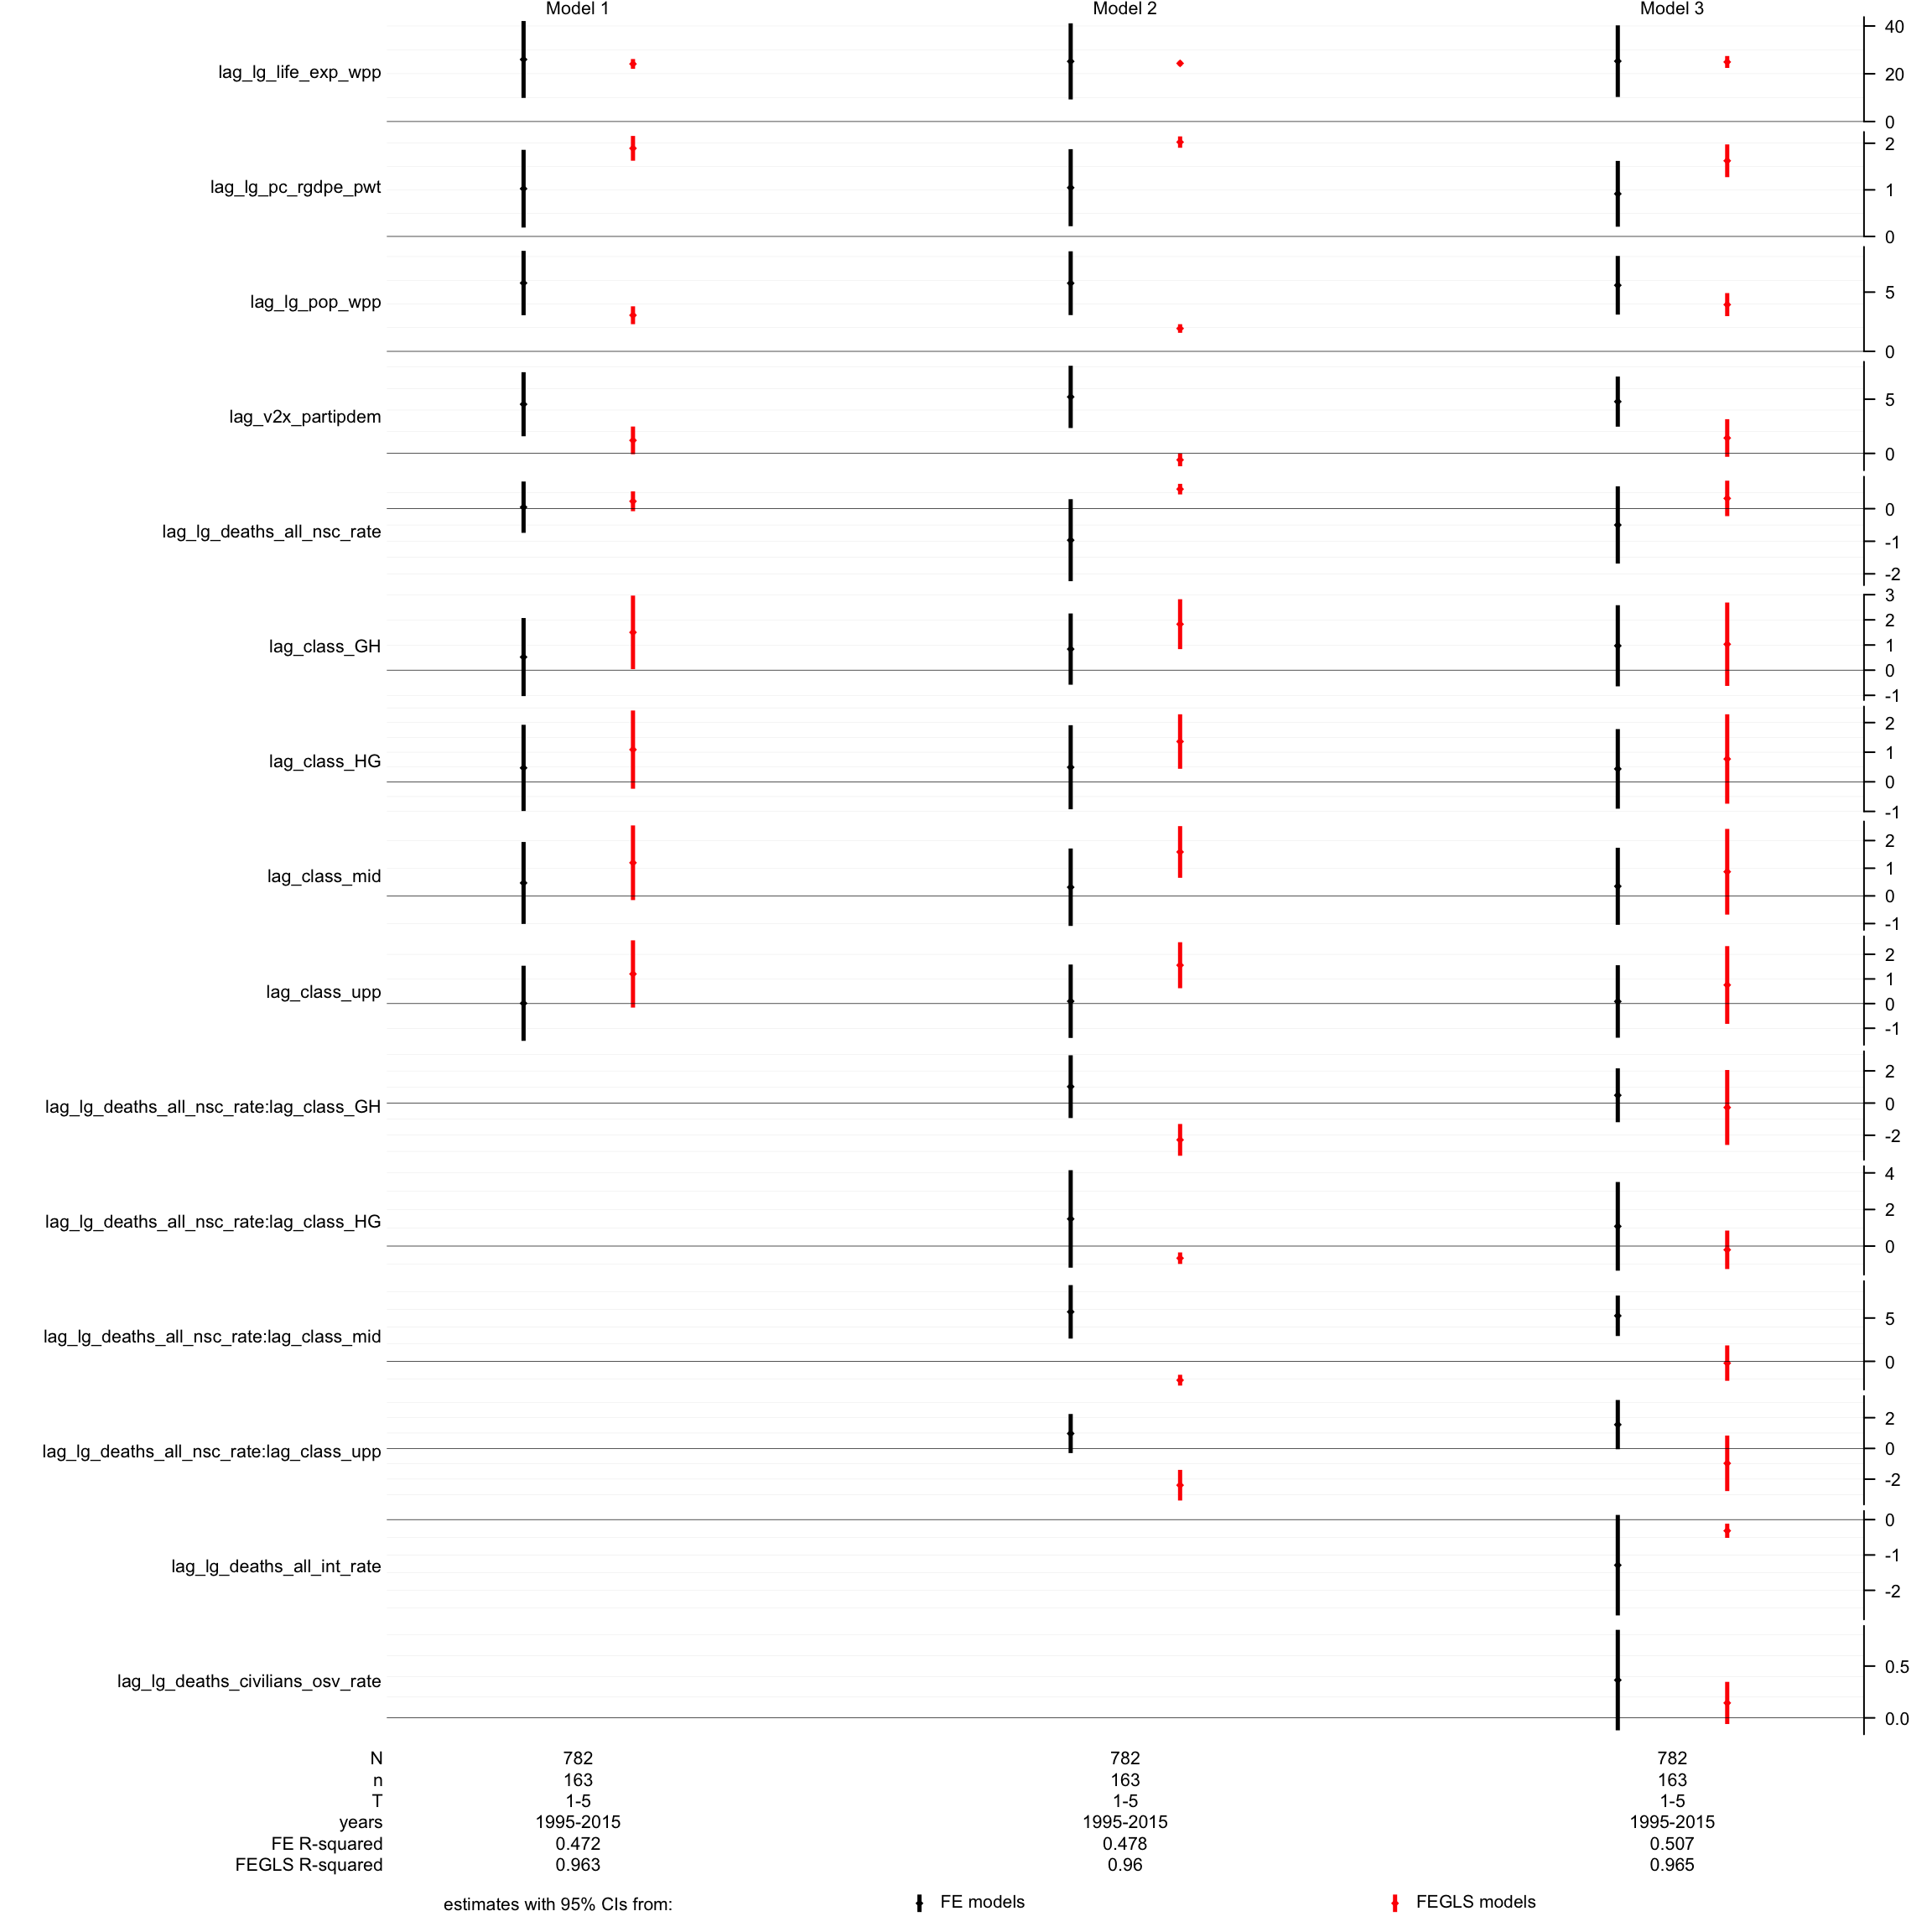 Model 1 Model 2 Model 3
lag_lg_life_exp_wpp
40
20
0
lag_lg_pc_rgdpe_pwt
2
1
0
lag_lg_pop_wpp
5
0
lag_v2x_partipdem
5
0
lag_lg_deaths_all_nsc_rate
0
-1
-2
lag_class_GH
3
2
1
0
-1
lag_class_HG
2
1
0
-1
lag_class_mid
2
1
0
-1
lag_class_upp
2
1
0
-1
lag_lg_deaths_all_nsc_rate:lag_class_GH
2
0
-2
lag_lg_deaths_all_nsc_rate:lag_class_HG
4
2
0
lag_lg_deaths_all_nsc_rate:lag_class_mid
5
0
lag_lg_deaths_all_nsc_rate:lag_class_upp
2
0
-2
lag_lg_deaths_all_int_rate
0
-1
-2
lag_lg_deaths_civilians_osv_rate
0.5
0.0
N 782 782 782
n 163 163 163
T 1-5 1-5 1-5
years 1995-2015 1995-2015 1995-2015
FE R-squared 0.472 0.478 0.507
FEGLS R-squared 0.963 0.96 0.965
estimates with 95% CIs from: FE models FEGLS models